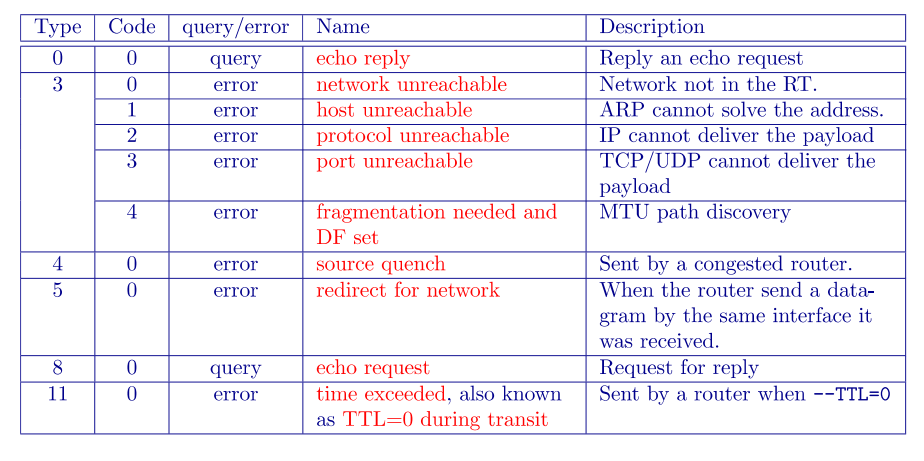 Type Code query/error Name Description
0 0 query echo reply Reply an echo request
3 0 error network unreachable Network not in the RT.
1 error host unreachable ARP cannot solve the address.
2 error protocol unreachable IP cannot deliver the payload
3 error port unreachable TCP/UDP cannot deliver the
payload
4 error fragmentation needed and MTU path discovery
DF set
4 0 error source quench Sent by a congested router.
5 0 error redirect for network When the router send a data-
gram by the same interface it
was received.
8 0 query echo request Request for reply
11 0 error time exceeded, also known Sent by a router when --TTL=0
as TTL=0 during transit